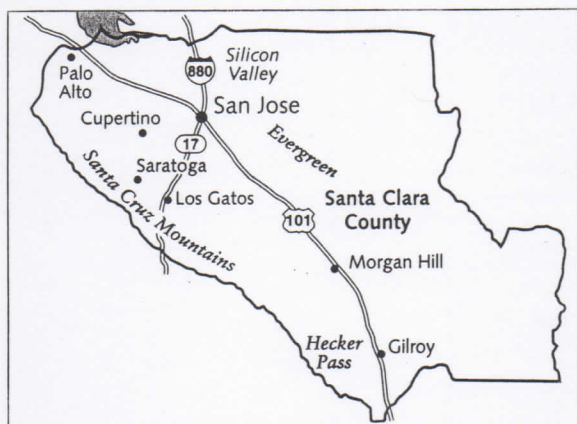 Palo
Alto
880
Silicon
Valley
San Jose
Cupertino
17
Evergreen
Saratoga
Santa Cruz Mountains
Los Gatos
Santa Clara
County
101
Morgan Hill
Hecker
Pass
Gilroy